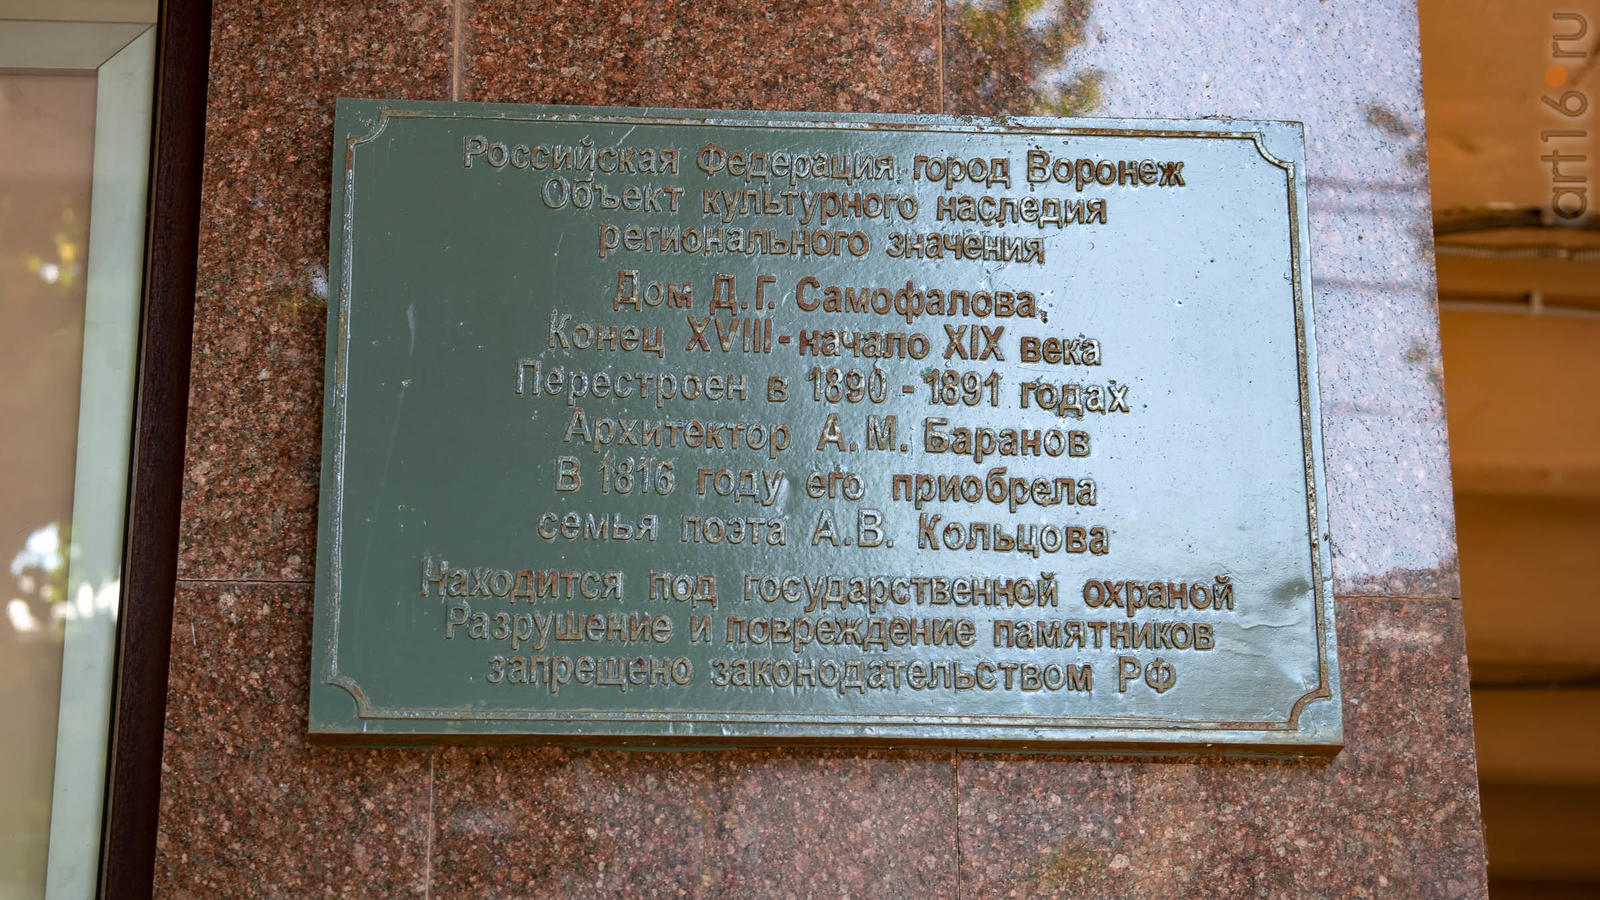 Российская Федерация город Воронеж
Объект культурного наследия
регионального значения
Дом Д.Г. Самофалова.
Конец XVIII - начало XIX века
Перестроен в 1890 - 1891 годах
Архитектор А.М. Баранов
В 1816 году его приобрела
семья поэта А.В. Кольцова
Находится под государственной охраной
Разрушение и повреждение памятников
запрещено законодательством РФ
art16.ru